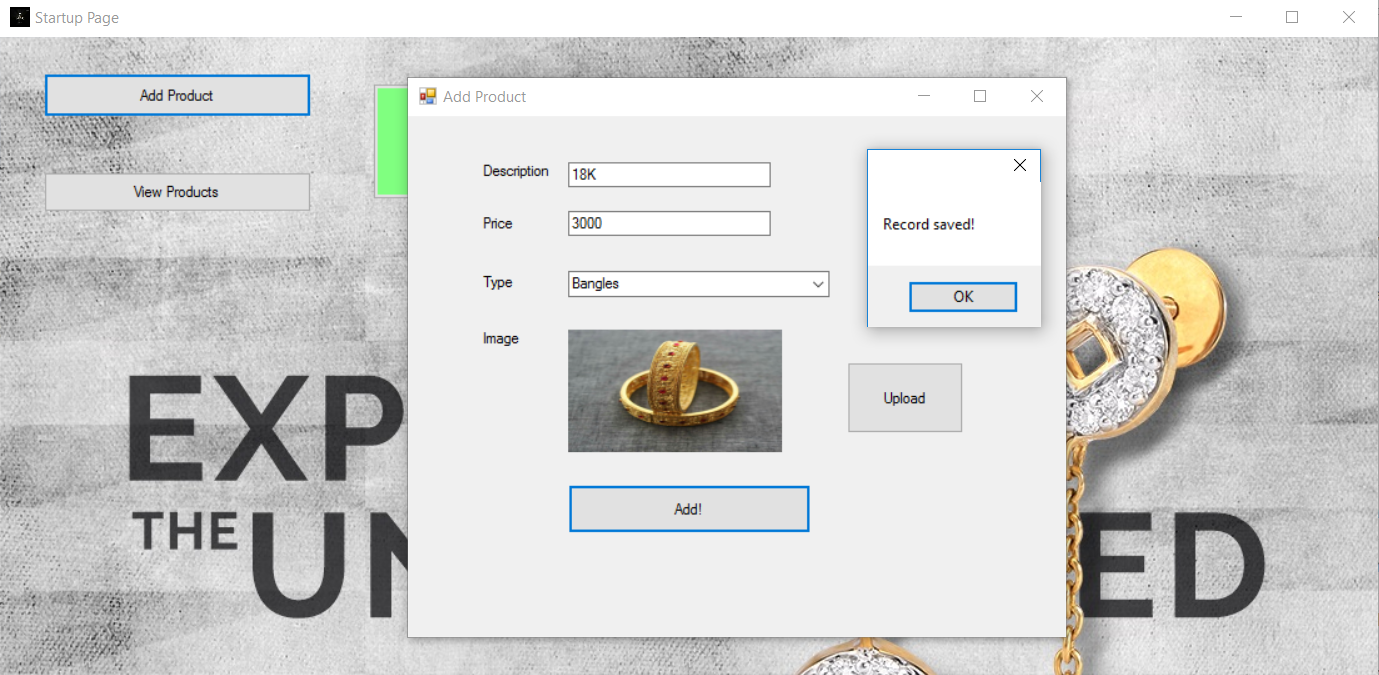 Startup Page
Add Product
View Products
Add Product
Description
18K
Price
3000
Type
Bangles
Image
Upload
Add!
Record saved!
OK
EXP
THE UN
ED